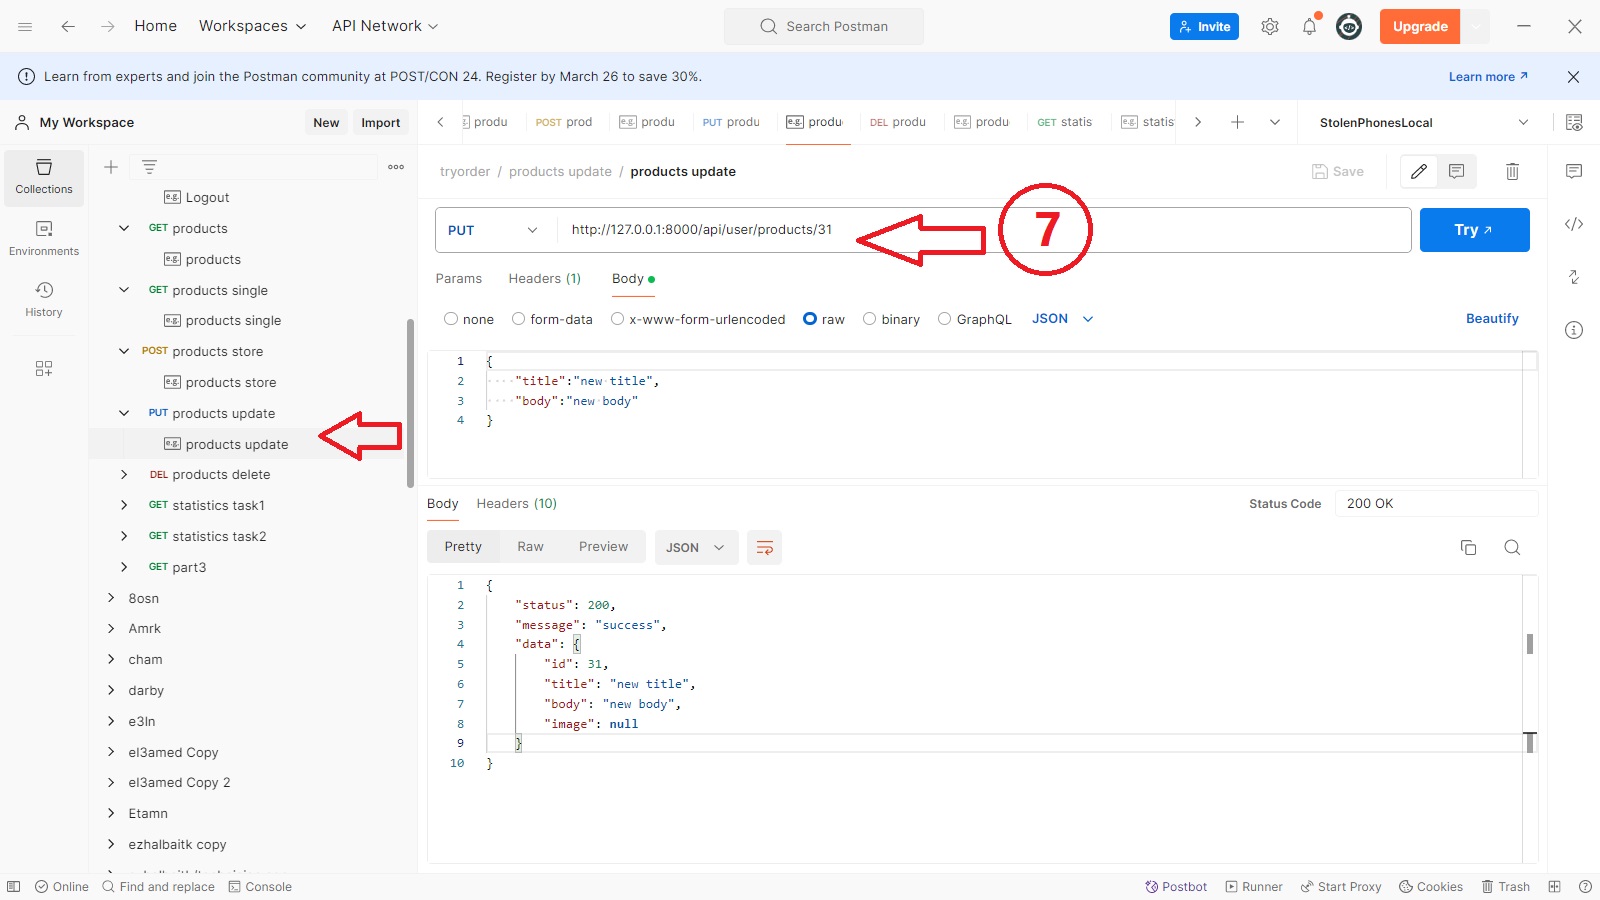 Home
Workspaces
API Network
Search Postman
Invite
Upgrade
Learn from experts and join the Postman community at POST/CON 24. Register by March 26 to save 30%.
Learn more
My Workspace
New
Import
e.g. produ
POST prod
e.g. produ
PUT produ
e.g. produ
DEL produ
e.g. produ
GET statis
e.g. statis
StolenPhonesLocal
Collections
Environments
History
e.g. Logout
GET products
e.g. products
GET products single
e.g. products single
POST products store
e.g. products store
PUT products update
e.g. products update
DEL products delete
GET statistics task1
GET statistics task2
GET part3
8osn
Amrk
cham
darby
e3ln
el3amed Copy
el3amed Copy 2
Etamn
ezhalbaitk copy
tryorder / products update / products update
Save
PUT
http://127.0.0.1:8000/api/user/products/31
7
Try
Params
Headers (1)
Body
none
form-data
x-www-form-urlencoded
raw
binary
GraphQL
JSON
Beautify
1 {
2 "title":"new title",
3 "body":"new body"
4 }
Body
Headers (10)
Status Code
200 OK
Pretty
Raw
Preview
JSON
1 {
2 "status": 200,
3 "message": "success",
4 "data": {
5 "id": 31,
6 "title": "new title",
7 "body": "new body",
8 "image": null
9 }
10 }
Online
Find and replace
Console
Postbot
Runner
Start Proxy
Cookies
Trash